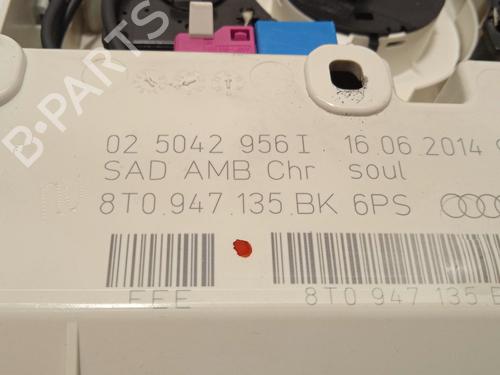 B-PARTS
02 5042 956 I 16.06.2014 9
SAD AMB Chr soul
8T0.947.135.BK 6PS
EEE 8T0 947 135 B